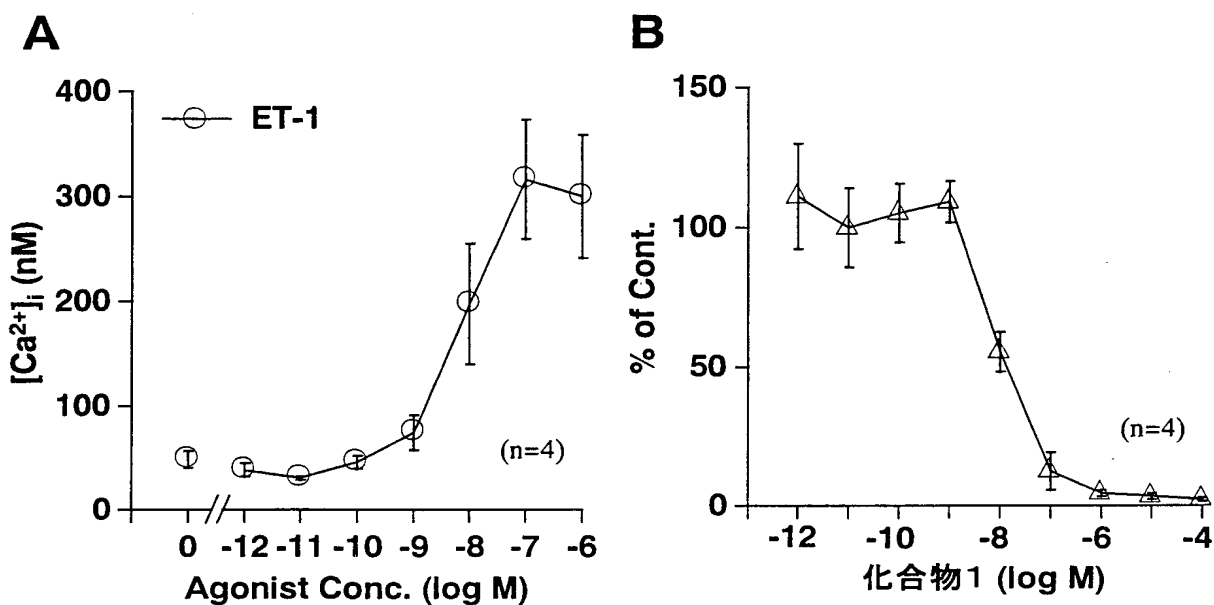 A
400
300
200
100
0
[Ca²⁺]ᵢ (nM)
ET-1
(n=4)
0 -12 -11 -10 -9 -8 -7 -6
Agonist Conc. (log M)
B
150
100
50
0
% of Cont.
(n=4)
-12 -10 -8 -6 -4
化合物1 (log M)